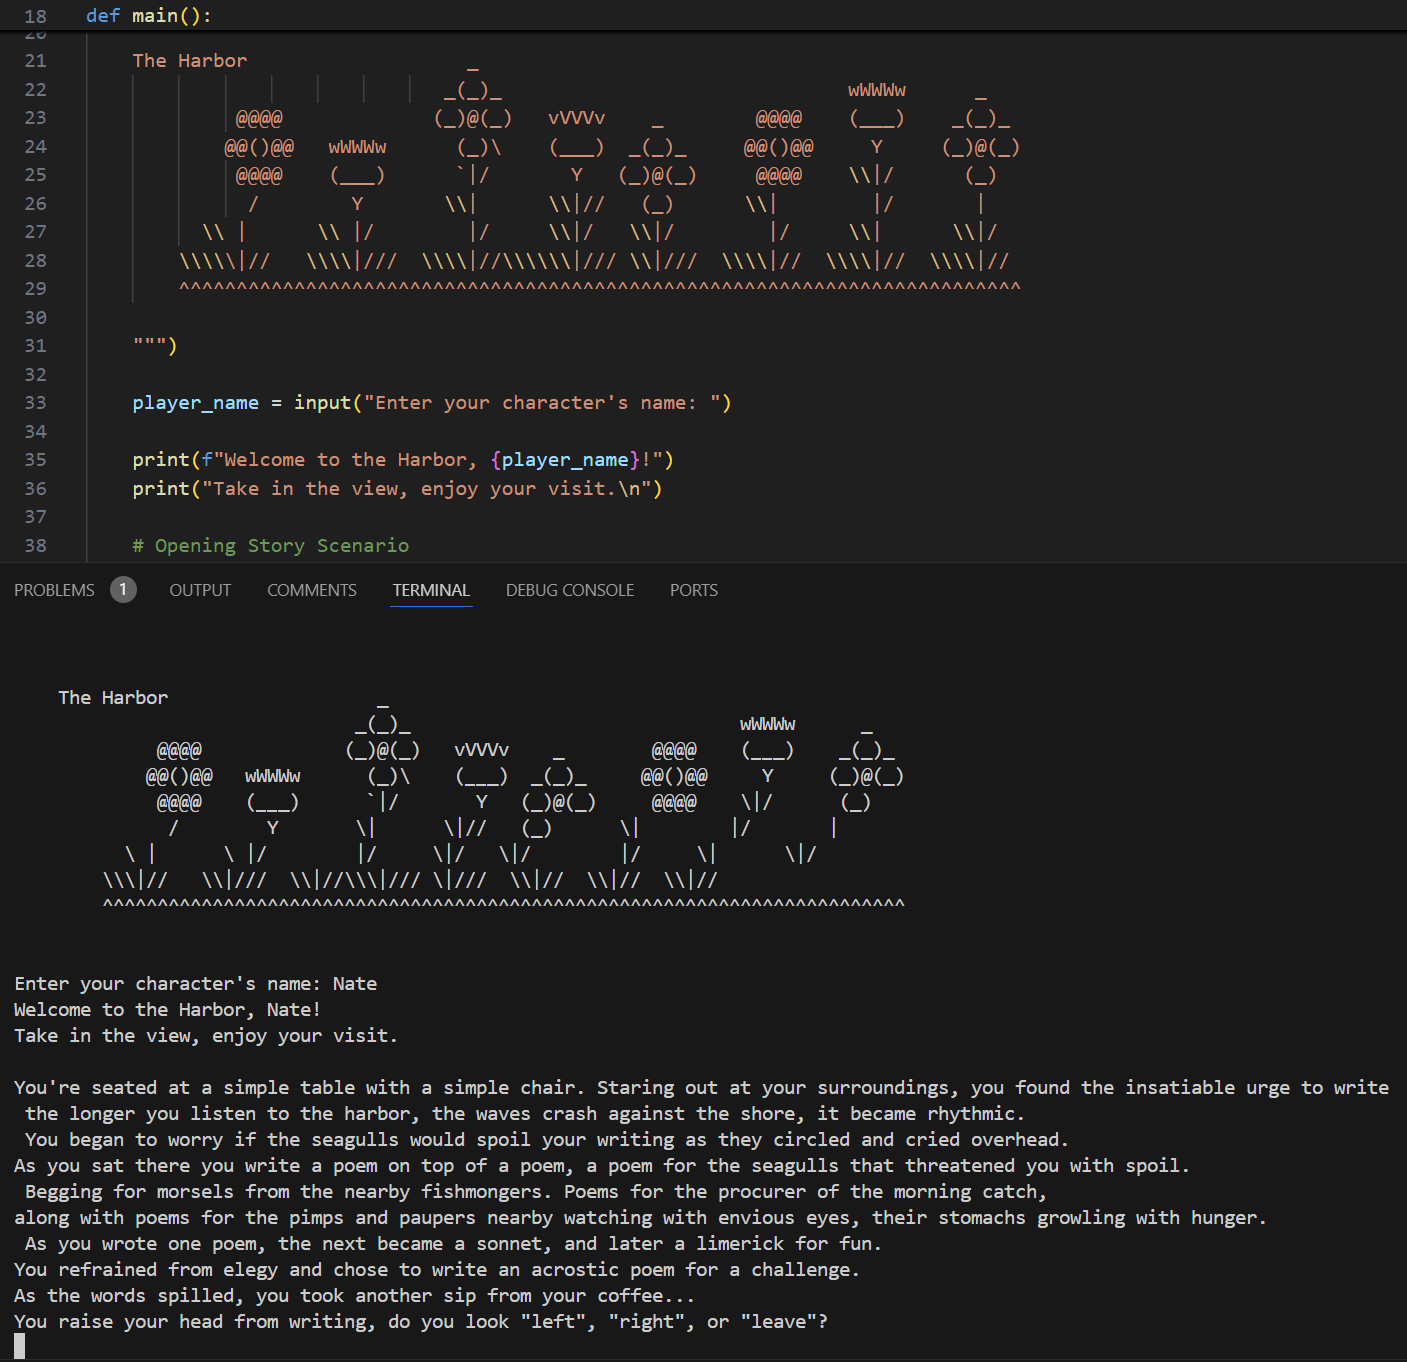 18 def main():
20
21 The Harbor _
22 _(_)_ wWWWw _
23 @@@@ (_)@(_) vVVVv _ @@@@ (___) _(_)_
24 @@()@@ wWWWw (_)\ (___) _(_)_ @@()@@ Y (_)@(_)
25 @@@@ (___) `|/ Y (_)@(_) @@@@ \\|/ (_)
26 / Y \\| \\|// (_) \\| |/ |
27 \\ | \\ |/ |/ \\|/ \\|/ |/ \\| \\|/
28 \\\\\|// \\\\|/// \\\\|//\\\\\\|/// \\|/// \\\\|// \\\\|// \\\\|//
29 ^^^^^^^^^^^^^^^^^^^^^^^^^^^^^^^^^^^^^^^^^^^^^^^^^^^^^^^^^^^^^^^^^^^^^^^^^
30
31 """)
32
33 player_name = input("Enter your character's name: ")
34
35 print(f"Welcome to the Harbor, {player_name}!")
36 print("Take in the view, enjoy your visit.\n")
37
38 # Opening Story Scenario
PROBLEMS 1 OUTPUT COMMENTS TERMINAL DEBUG CONSOLE PORTS
The Harbor _
_(_)_ wWWWw _
@@@@ (_)@(_) vVVVv _ @@@@ (___) _(_)_
@@()@@ wWWWw (_)\ (___) _(_)_ @@()@@ Y (_)@(_)
@@@@ (___) `|/ Y (_)@(_) @@@@ \|/ (_)
/ Y \| \|// (_) \| |/ |
\ | \ |/ |/ \|/ \|/ |/ \| \|/
\\\|// \\|/// \\|//\\\|/// \|/// \\|// \\|// \\|//
^^^^^^^^^^^^^^^^^^^^^^^^^^^^^^^^^^^^^^^^^^^^^^^^^^^^^^^^^^^^^^^^^^^^^^^^^
Enter your character's name: Nate
Welcome to the Harbor, Nate!
Take in the view, enjoy your visit.
You're seated at a simple table with a simple chair. Staring out at your surroundings, you found the insatiable urge to write
the longer you listen to the harbor, the waves crash against the shore, it became rhythmic.
You began to worry if the seagulls would spoil your writing as they circled and cried overhead.
As you sat there you write a poem on top of a poem, a poem for the seagulls that threatened you with spoil.
Begging for morsels from the nearby fishmongers. Poems for the procurer of the morning catch,
along with poems for the pimps and paupers nearby watching with envious eyes, their stomachs growling with hunger.
As you wrote one poem, the next became a sonnet, and later a limerick for fun.
You refrained from elegy and chose to write an acrostic poem for a challenge.
As the words spilled, you took another sip from your coffee...
You raise your head from writing, do you look "left", "right", or "leave"?